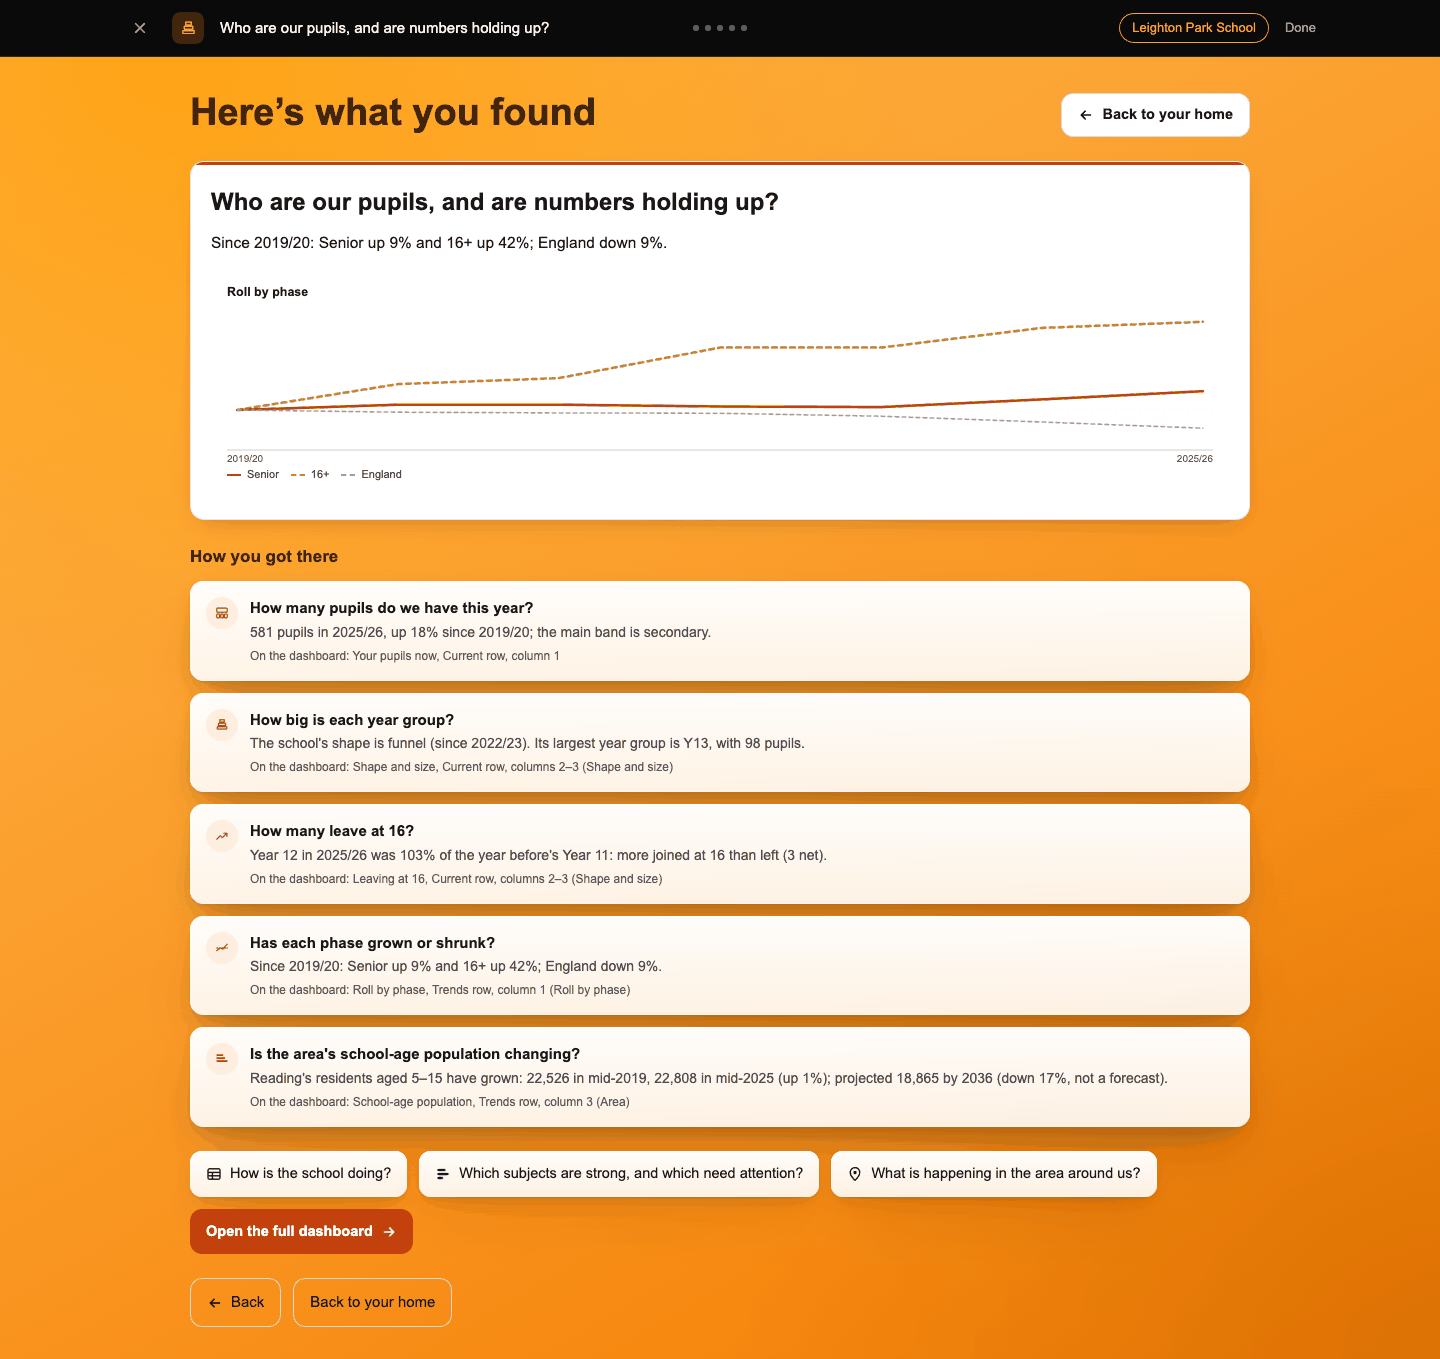 Who are our pupils, and are numbers holding up?
Leighton Park School
Done
Here’s what you found
Back to your home
Who are our pupils, and are numbers holding up?
Since 2019/20: Senior up 9% and 16+ up 42%; England down 9%.
Roll by phase
2019/20
2025/26
Senior
16+
England
How you got there
How many pupils do we have this year?
581 pupils in 2025/26, up 18% since 2019/20; the main band is secondary.
On the dashboard: Your pupils now, Current row, column 1
How big is each year group?
The school's shape is funnel (since 2022/23). Its largest year group is Y13, with 98 pupils.
On the dashboard: Shape and size, Current row, columns 2–3 (Shape and size)
How many leave at 16?
Year 12 in 2025/26 was 103% of the year before's Year 11: more joined at 16 than left (3 net).
On the dashboard: Leaving at 16, Current row, columns 2–3 (Shape and size)
Has each phase grown or shrunk?
Since 2019/20: Senior up 9% and 16+ up 42%; England down 9%.
On the dashboard: Roll by phase, Trends row, column 1 (Roll by phase)
Is the area's school-age population changing?
Reading's residents aged 5–15 have grown: 22,526 in mid-2019, 22,808 in mid-2025 (up 1%); projected 18,865 by 2036 (down 17%, not a forecast).
On the dashboard: School-age population, Trends row, column 3 (Area)
How is the school doing?
Which subjects are strong, and which need attention?
What is happening in the area around us?
Open the full dashboard
Back
Back to your home